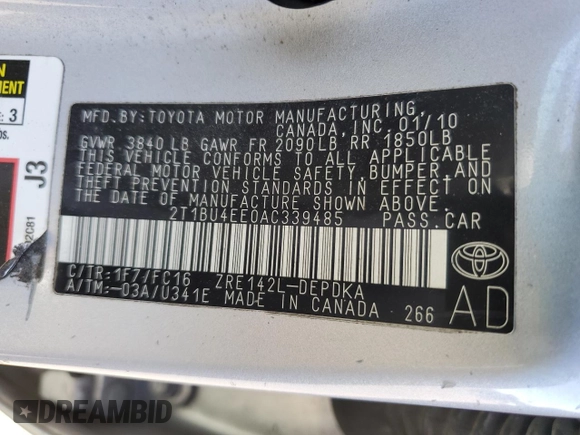 N
EMENT
E: 3
J3
2C81
MFD.BY:TOYOTA MOTOR MANUFACTURING
CANADA, INC. 01/10
GVWR 3840 LB GAWR FR 2090LB, RR 1850LB
THIS VEHICLE CONFORMS TO ALL APPLICABLE
FEDERAL MOTOR VEHICLE SAFETY, BUMPER, AND
THEFT PREVENTION STANDARDS IN EFFECT ON
THE DATE OF MANUFACTURE SHOWN ABOVE.
2T1BU4EE0AC339485 PASS.CAR
C/TR:1F7/FC16 ZRE142L-DEPDKA
A/TM:-03A/U341E MADE IN CANADA 266
AD
DREAMBID